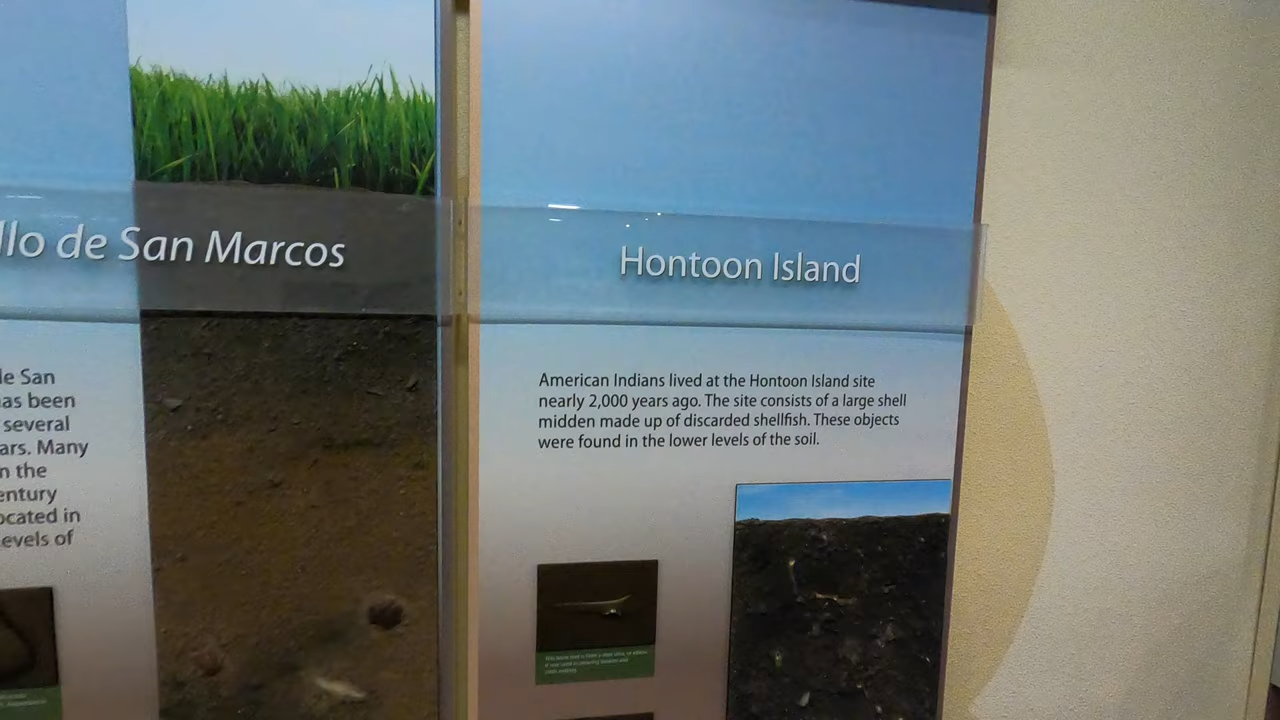 llo de San Marcos
de San
as been
several
ars. Many
n the
entury
ocated in
evels of
Hontoon Island
American Indians lived at the Hontoon Island site
nearly 2,000 years ago. The site consists of a large shell
midden made up of discarded shellfish. These objects
were found in the lower levels of the soil.